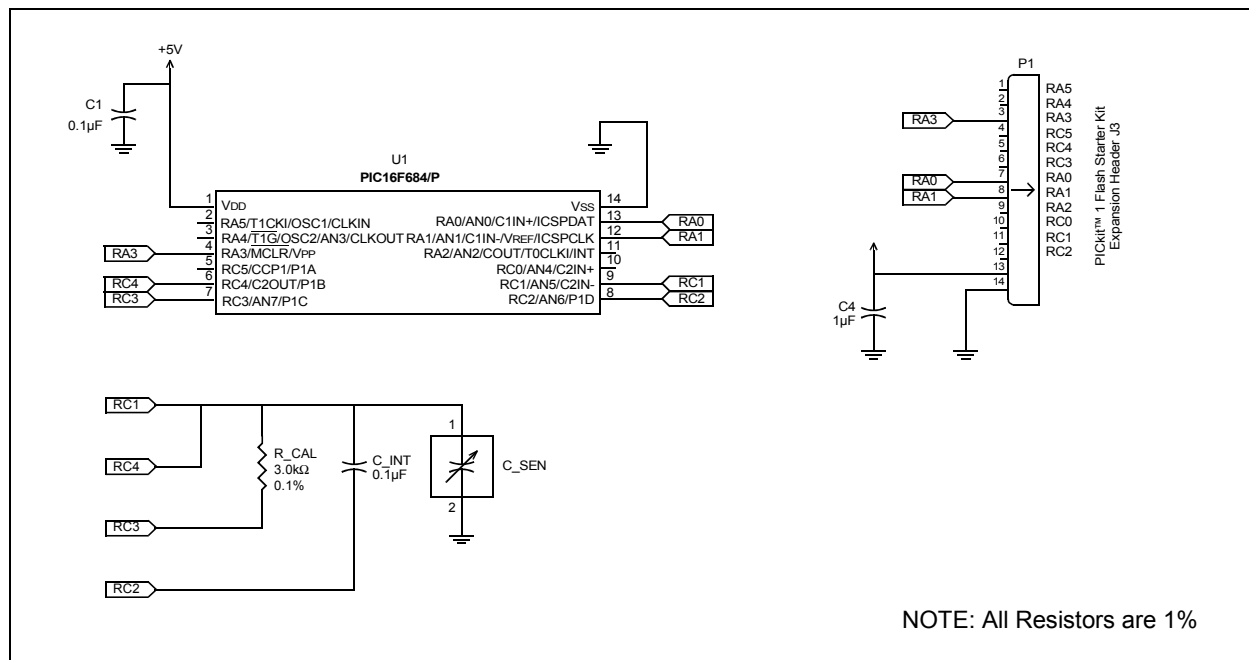 +5V
C1
0.1µF
U1
PIC16F684/P
1
VDD
2
RA5/T1CKI/OSC1/CLKIN
3
RA4/T1G/OSC2/AN3/CLKOUT
RA3
4
RA3/MCLR/VPP
5
RC5/CCP1/P1A
RC4
6
RC4/C2OUT/P1B
RC3
7
RC3/AN7/P1C
VSS
14
RA0/AN0/C1IN+/ICSPDAT
13
RA0
RA1/AN1/C1IN-/VREF/ICSPCLK
12
RA1
RA2/AN2/COUT/T0CLKI/INT
11
RC0/AN4/C2IN+
10
RC1/AN5/C2IN-
9
RC1
RC2/AN6/P1D
8
RC2
P1
1
RA5
2
RA4
3
RA3
RA3
4
RC5
5
RC4
6
RC3
7
RA0
RA0
8
RA1
RA1
9
RA2
10
RC0
11
RC1
12
RC2
13
14
PICkit™ 1 Flash Starter Kit
Expansion Header J3
C4
1µF
RC1
RC4
RC3
RC2
R_CAL
3.0kΩ
0.1%
C_INT
0.1µF
1
C_SEN
2
NOTE: All Resistors are 1%